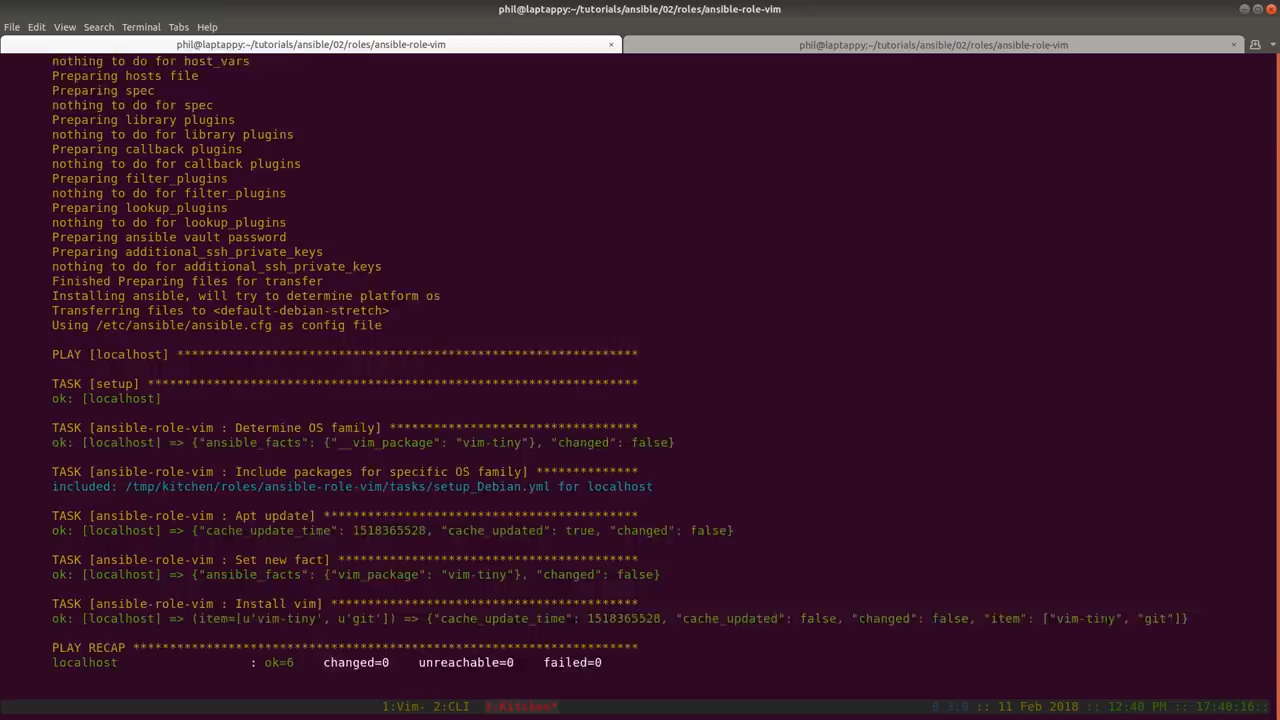 phil@laptappy:~/tutorials/ansible/02/roles/ansible-role-vim
File Edit View Search Terminal Tabs Help
phil@laptappy:~/tutorials/ansible/02/roles/ansible-role-vim × phil@laptappy:~/tutorials/ansible/02/roles/ansible-role-vim ×
nothing to do for host_vars
Preparing hosts file
Preparing spec
nothing to do for spec
Preparing library plugins
nothing to do for library plugins
Preparing callback plugins
nothing to do for callback plugins
Preparing filter_plugins
nothing to do for filter_plugins
Preparing lookup_plugins
nothing to do for lookup_plugins
Preparing ansible vault password
Preparing additional_ssh_private_keys
nothing to do for additional_ssh_private_keys
Finished Preparing files for transfer
Installing ansible, will try to determine platform os
Transferring files to <default-debian-stretch>
Using /etc/ansible/ansible.cfg as config file
PLAY [localhost] ***************************************************************
TASK [setup] *******************************************************************
ok: [localhost]
TASK [ansible-role-vim : Determine OS family] **********************************
ok: [localhost] => {"ansible_facts": {"__vim_package": "vim-tiny"}, "changed": false}
TASK [ansible-role-vim : Include packages for specific OS family] **************
included: /tmp/kitchen/roles/ansible-role-vim/tasks/setup_Debian.yml for localhost
TASK [ansible-role-vim : Apt update] *******************************************
ok: [localhost] => {"cache_update_time": 1518365528, "cache_updated": true, "changed": false}
TASK [ansible-role-vim : Set new fact] *****************************************
ok: [localhost] => {"ansible_facts": {"vim_package": "vim-tiny"}, "changed": false}
TASK [ansible-role-vim : Install vim] ******************************************
ok: [localhost] => (item=[u'vim-tiny', u'git']) => {"cache_update_time": 1518365528, "cache_updated": false, "changed": false, "item": ["vim-tiny", "git"]}
PLAY RECAP *********************************************************************
localhost : ok=6 changed=0 unreachable=0 failed=0
1:Vim- 2:CLI 3:Kitchen* 0 3:0 :: 11 Feb 2018 :: 12:40 PM :: 17:40:16::